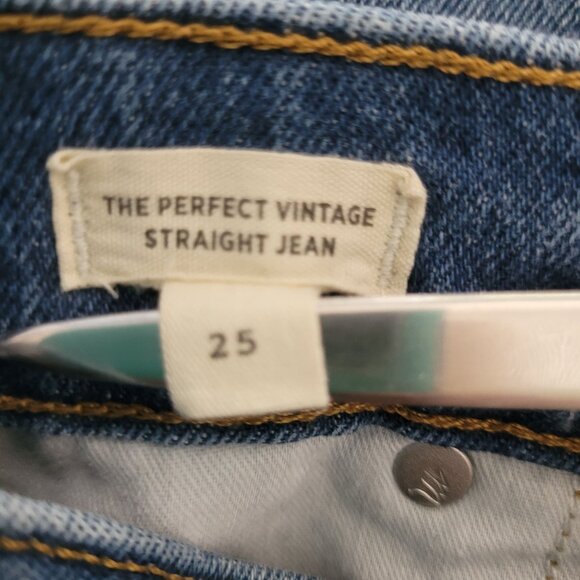 THE PERFECT VINTAGE
STRAIGHT JEAN
25